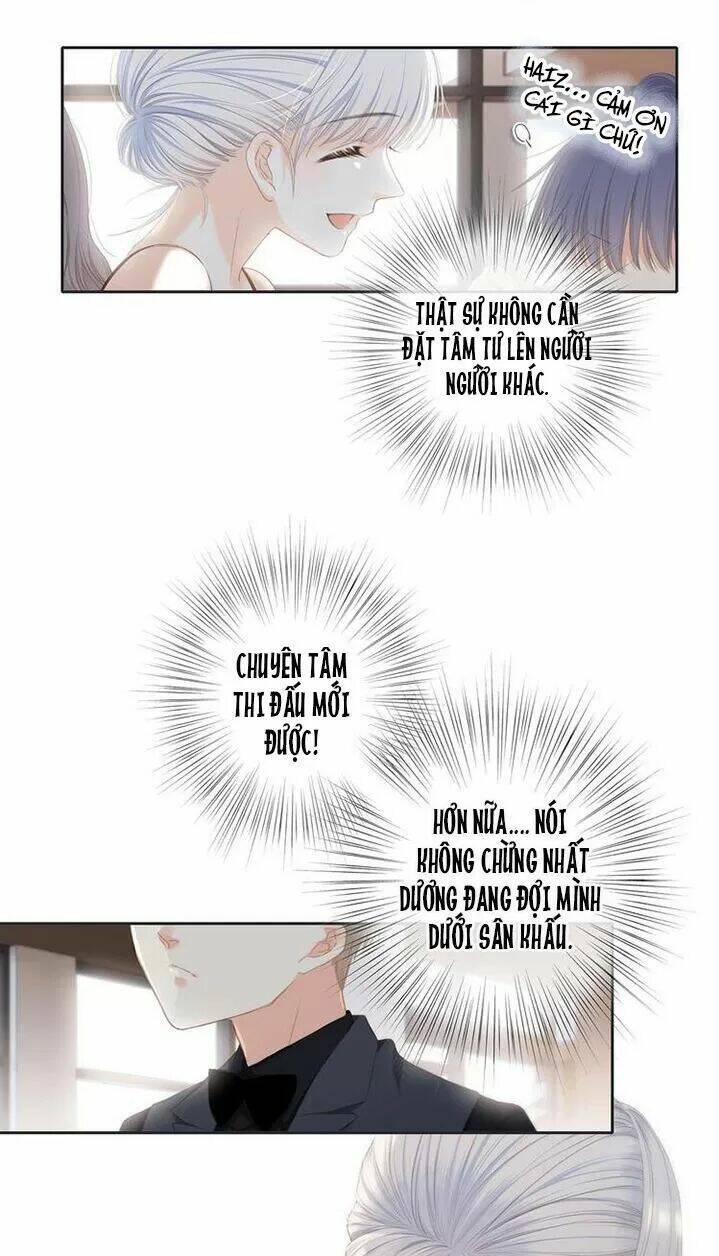 HAIZ... CẢM ƠN
CÁI GÌ CHỨ!
THẬT SỰ KHÔNG CẦN
ĐẶT TÂM TƯ LÊN NGƯỜI
NGƯỜI KHÁC.
CHUYÊN TÂM
THI ĐẤU MỚI
ĐƯỢC!
HƠN NỮA.... NÓI
KHÔNG CHỪNG NHẤT
DƯƠNG ĐANG ĐỢI MÌNH
DƯỚI SÂN KHẤU.